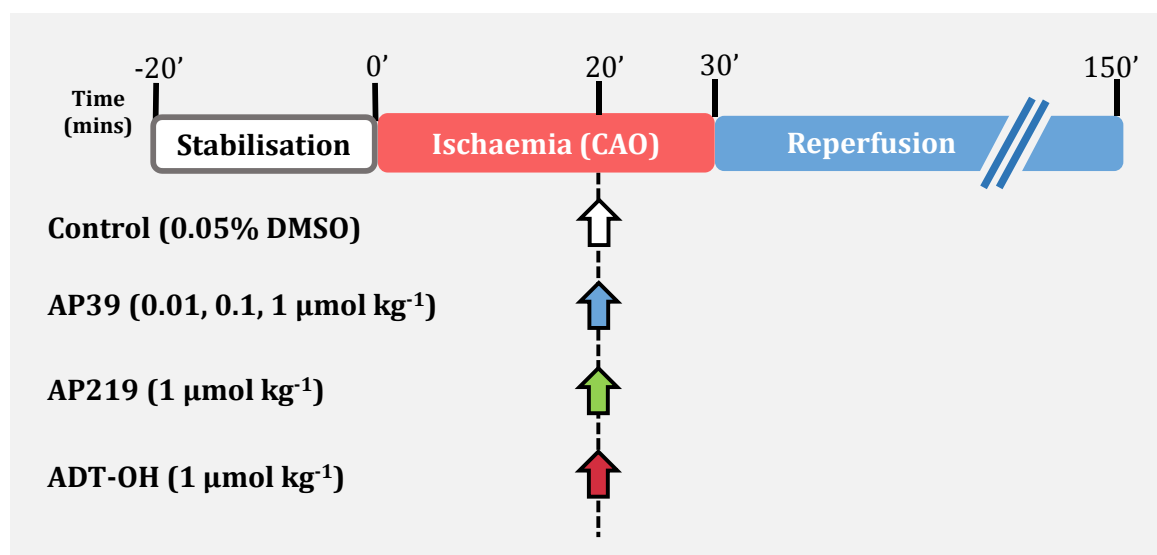 -20’ 0’ 20’ 30’ 150’
Time
(mins)
Stabilisation Ischaemia (CAO) Reperfusion
Control (0.05% DMSO)
AP39 (0.01, 0.1, 1 μmol kg⁻¹)
AP219 (1 μmol kg⁻¹)
ADT-OH (1 μmol kg⁻¹)